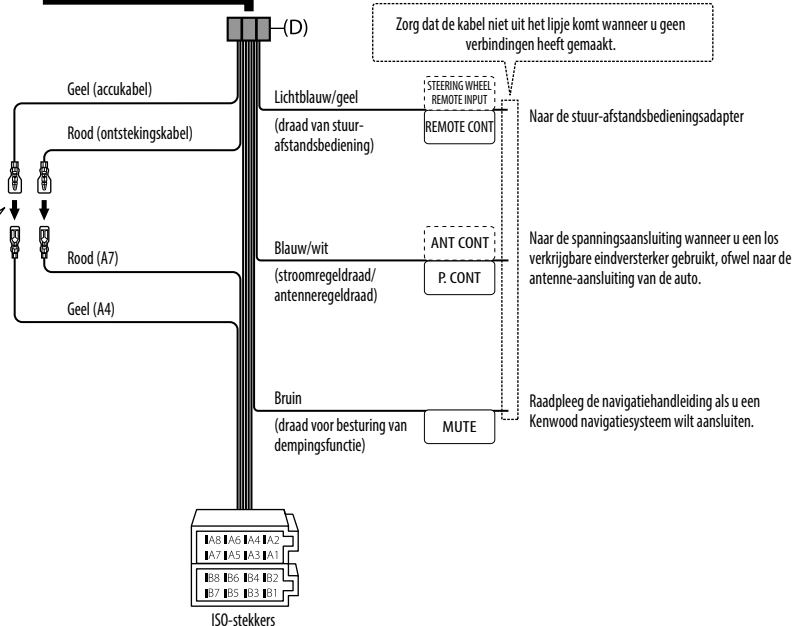 (D)
Zorg dat de kabel niet uit het lipje komt wanneer u geen
verbindingen heeft gemaakt.
Geel (accukabel)
Rood (ontstekingskabel)
Rood (A7)
Geel (A4)
Lichtblauw/geel
(draad van stuur-
afstandsbediening)
STEERING WHEEL
REMOTE INPUT
REMOTE CONT
Naar de stuur-afstandsbedieningsadapter
Blauw/wit
(stroomregeldraad/
antenneregeldraad)
ANT CONT
P. CONT
Naar de spanningsaansluiting wanneer u een los
verkrijgbare eindversterker gebruikt, ofwel naar de
antenne-aansluiting van de auto.
Bruin
(draad voor besturing van
dempingsfunctie)
MUTE
Raadpleeg de navigatiehandleiding als u een
Kenwood navigatiesysteem wilt aansluiten.
A8 A6 A4 A2
A7 A5 A3 A1
B8 B6 B4 B2
B7 B5 B3 B1
ISO-stekkers